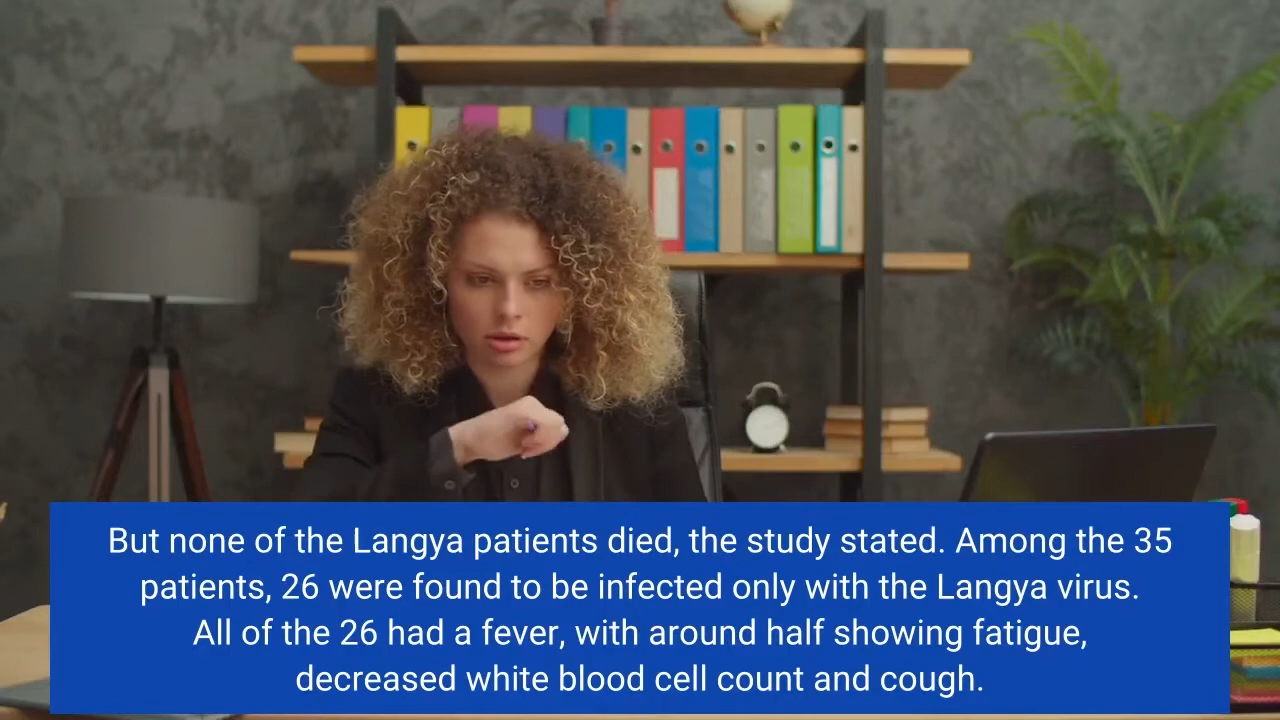 But none of the Langya patients died, the study stated. Among the 35
patients, 26 were found to be infected only with the Langya virus.
All of the 26 had a fever, with around half showing fatigue,
decreased white blood cell count and cough.